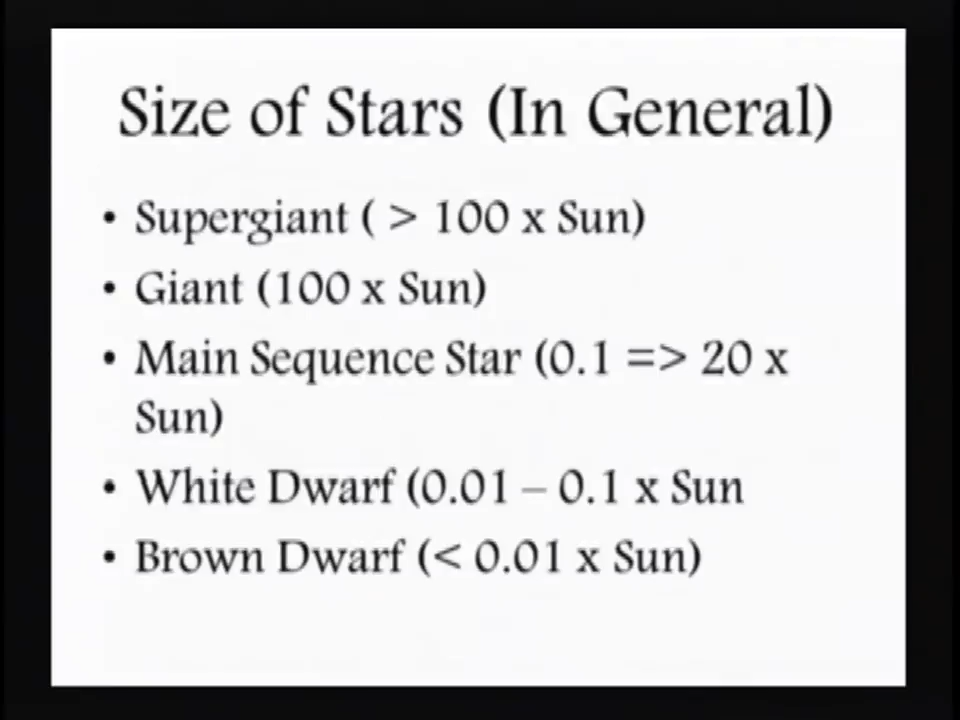 Size of Stars (In General)
• Supergiant ( > 100 x Sun)
• Giant (100 x Sun)
• Main Sequence Star (0.1 => 20 x
Sun)
• White Dwarf (0.01 – 0.1 x Sun
• Brown Dwarf (< 0.01 x Sun)